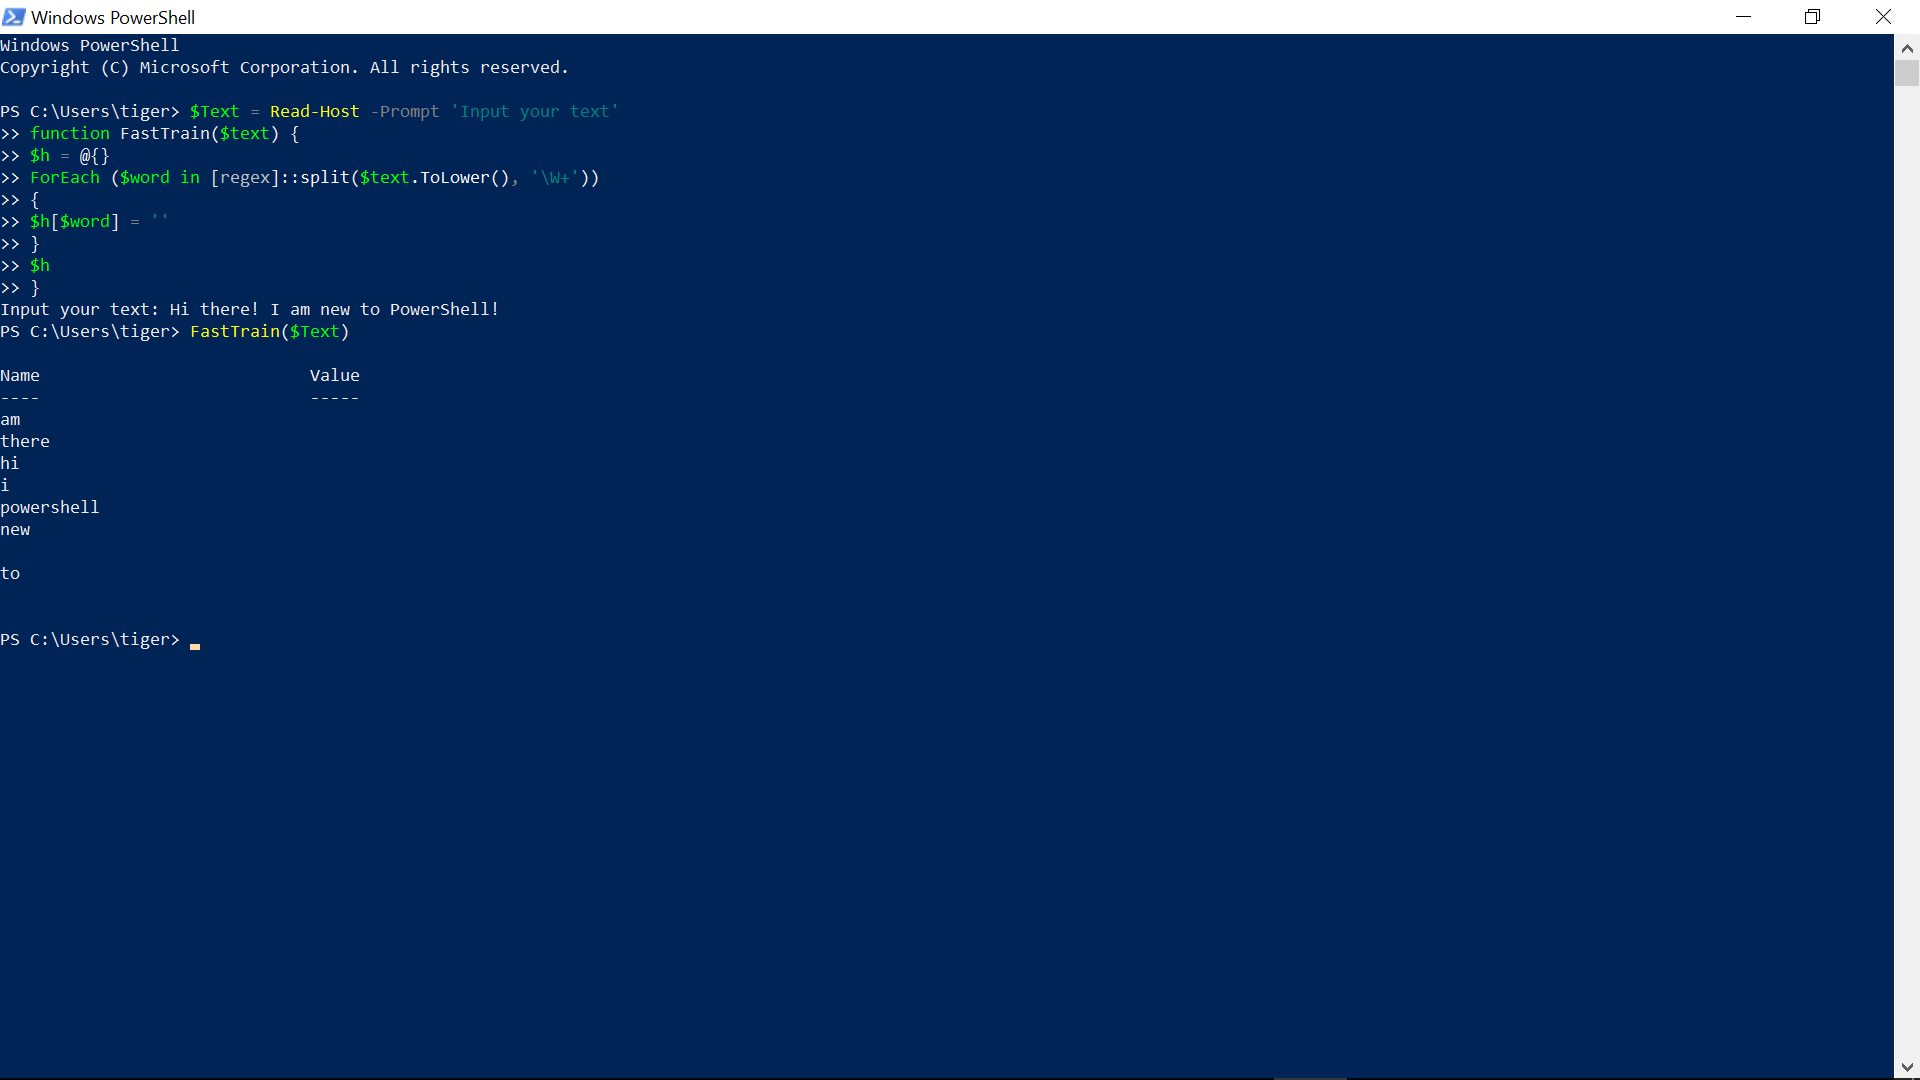 Windows PowerShell
Windows PowerShell
Copyright (C) Microsoft Corporation. All rights reserved.
PS C:\Users\tiger> $Text = Read-Host -Prompt 'Input your text'
>> function FastTrain($text) {
>> $h = @{}
>> ForEach ($word in [regex]::split($text.ToLower(), '\W+'))
>> {
>> $h[$word] = ''
>> }
>> $h
>> }
Input your text: Hi there! I am new to PowerShell!
PS C:\Users\tiger> FastTrain($Text)
Name Value
---- -----
am
there
hi
i
powershell
new
to
PS C:\Users\tiger>